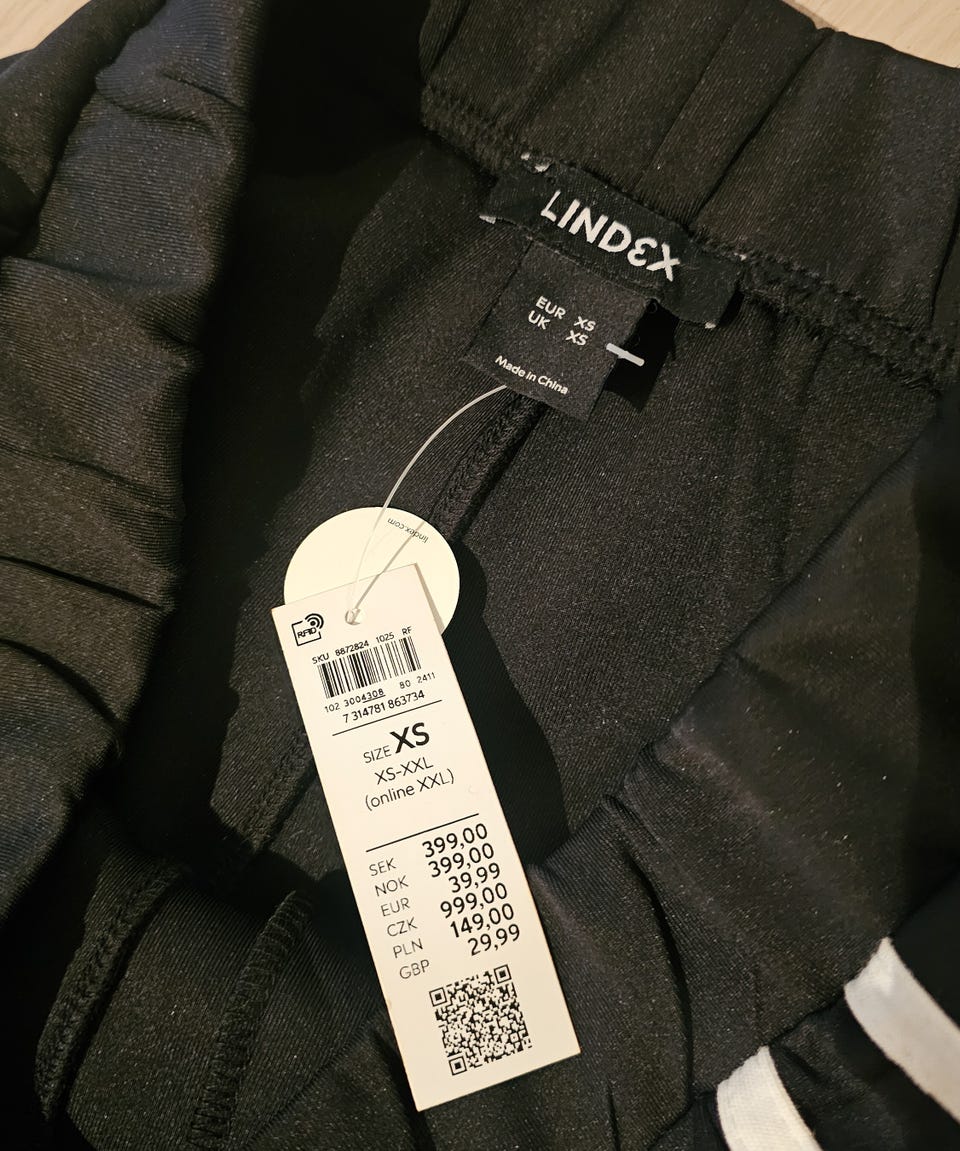 LINDEX
EUR XS
UK XS
Made in China
lindex.com
RFID
SKU 8872824 1025 RF
102 3004308 80 2411
7 314781 863734
SIZE XS
XS-XXL
(online XXL)
SEK 399,00
NOK 399,00
EUR 39,99
CZK 999,00
PLN 149,00
GBP 29,99